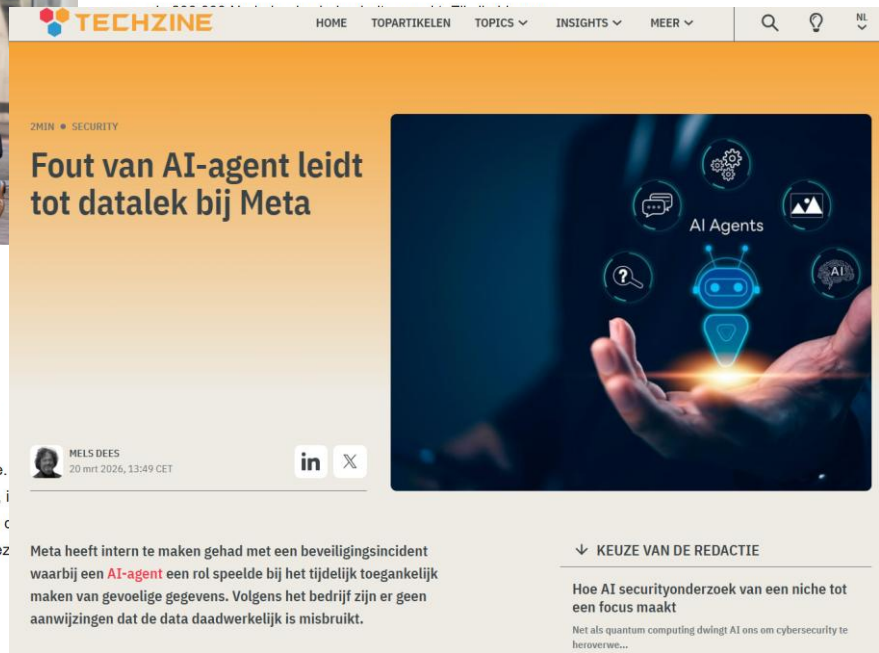 TECHZINE
HOME TOPARTIKELEN TOPICS INSIGHTS MEER NL
2MIN • SECURITY
Fout van AI-agent leidt
tot datalek bij Meta
AI Agents
?
AI
MELS DEES
20 mrt 2026, 13:49 CET
in X
Meta heeft intern te maken gehad met een beveiligingsincident
waarbij een AI-agent een rol speelde bij het tijdelijk toegankelijk
maken van gevoelige gegevens. Volgens het bedrijf zijn er geen
aanwijzingen dat de data daadwerkelijk is misbruikt.
KEUZE VAN DE REDACTIE
Hoe AI securityonderzoek van een niche tot
een focus maakt
Net als quantum computing dwingt AI ons om cybersecurity te
heroverwe...